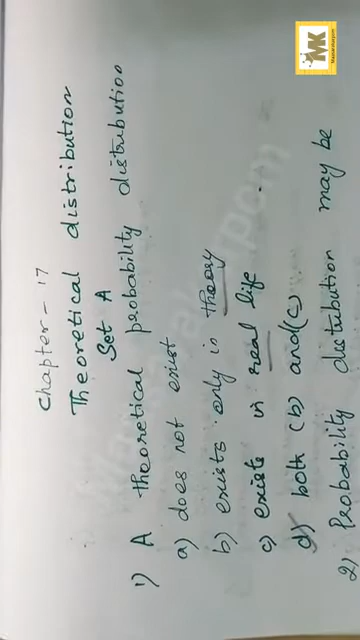 Chapter - 17
Theoretical distribution
Set A
1) A theoretical probability distribution
a) does not exist
b) exists only in theory
c) exists in real life
d) both (b) and (c)
2) Probability distribution may be
MK